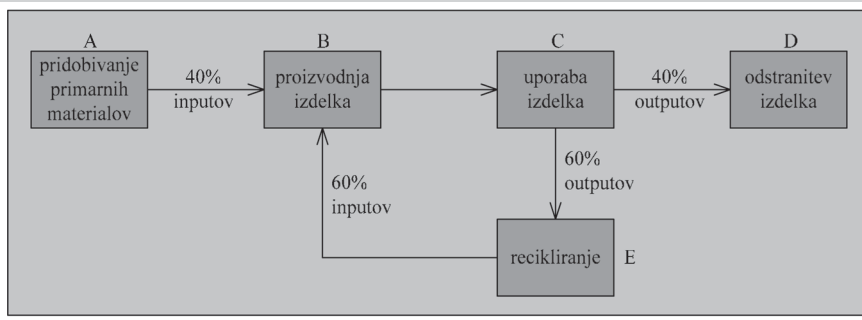 A
pridobivanje
primarnih
materialov
40%
inputov
B
proizvodnja
izdelka
C
uporaba
izdelka
40%
outputov
D
odstranitev
izdelka
60%
inputov
60%
outputov
recikliranje
E